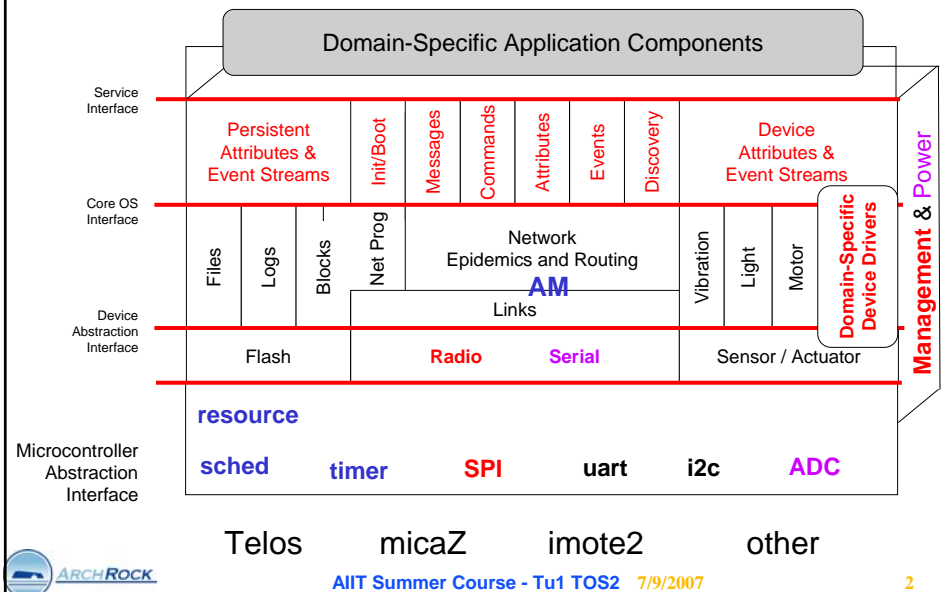 Domain-Specific Application Components
Service
Interface
Persistent
Attributes &
Event Streams
Init/Boot
Messages
Commands
Attributes
Events
Discovery
Device
Attributes &
Event Streams
Management & Power
Core OS
Interface
Files
Logs
Blocks
Net Prog
Network
Epidemics and Routing
AM
Links
Vibration
Light
Motor
Domain-Specific
Device Drivers
Device
Abstraction
Interface
Flash
Radio
Serial
Sensor / Actuator
resource
Microcontroller
Abstraction
Interface
sched
timer
SPI
uart
i2c
ADC
Telos
micaZ
imote2
other
ARCHROCK
AIIT Summer Course - Tu1 TOS2 7/9/2007 2